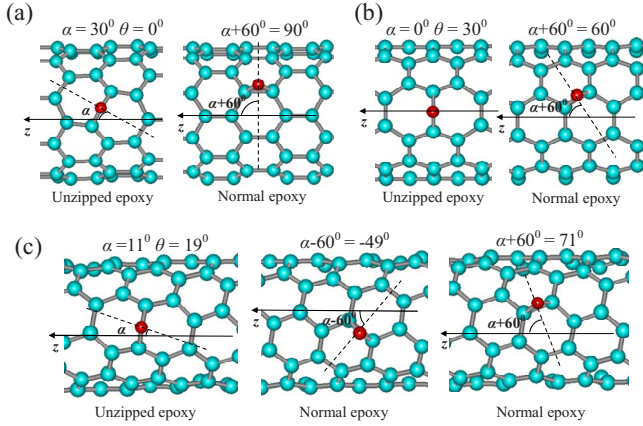 (a)
α = 30⁰ θ = 0⁰
α+60⁰ = 90⁰
α
z
α+60⁰
z
Unzipped epoxy
Normal epoxy
(b)
α=0⁰ θ = 30⁰
α+60⁰ = 60⁰
z
α+60⁰
z
Unzipped epoxy
Normal epoxy
(c)
α=11⁰ θ = 19⁰
α-60⁰ = -49⁰
α+60⁰ = 71⁰
α
z
z
α-60⁰
α+60⁰
z
Unzipped epoxy
Normal epoxy
Normal epoxy